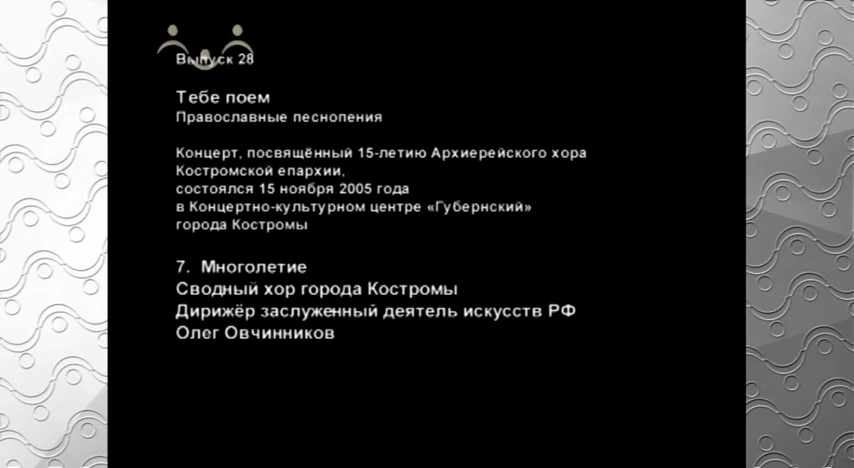 Выпуск 28
Тебе поем
Православные песнопения
Концерт, посвящённый 15-летию Архиерейского хора
Костромской епархии,
состоялся 15 ноября 2005 года
в Концертно-культурном центре «Губернский»
города Костромы
7. Многолетие
Сводный хор города Костромы
Дирижёр заслуженный деятель искусств РФ
Олег Овчинников